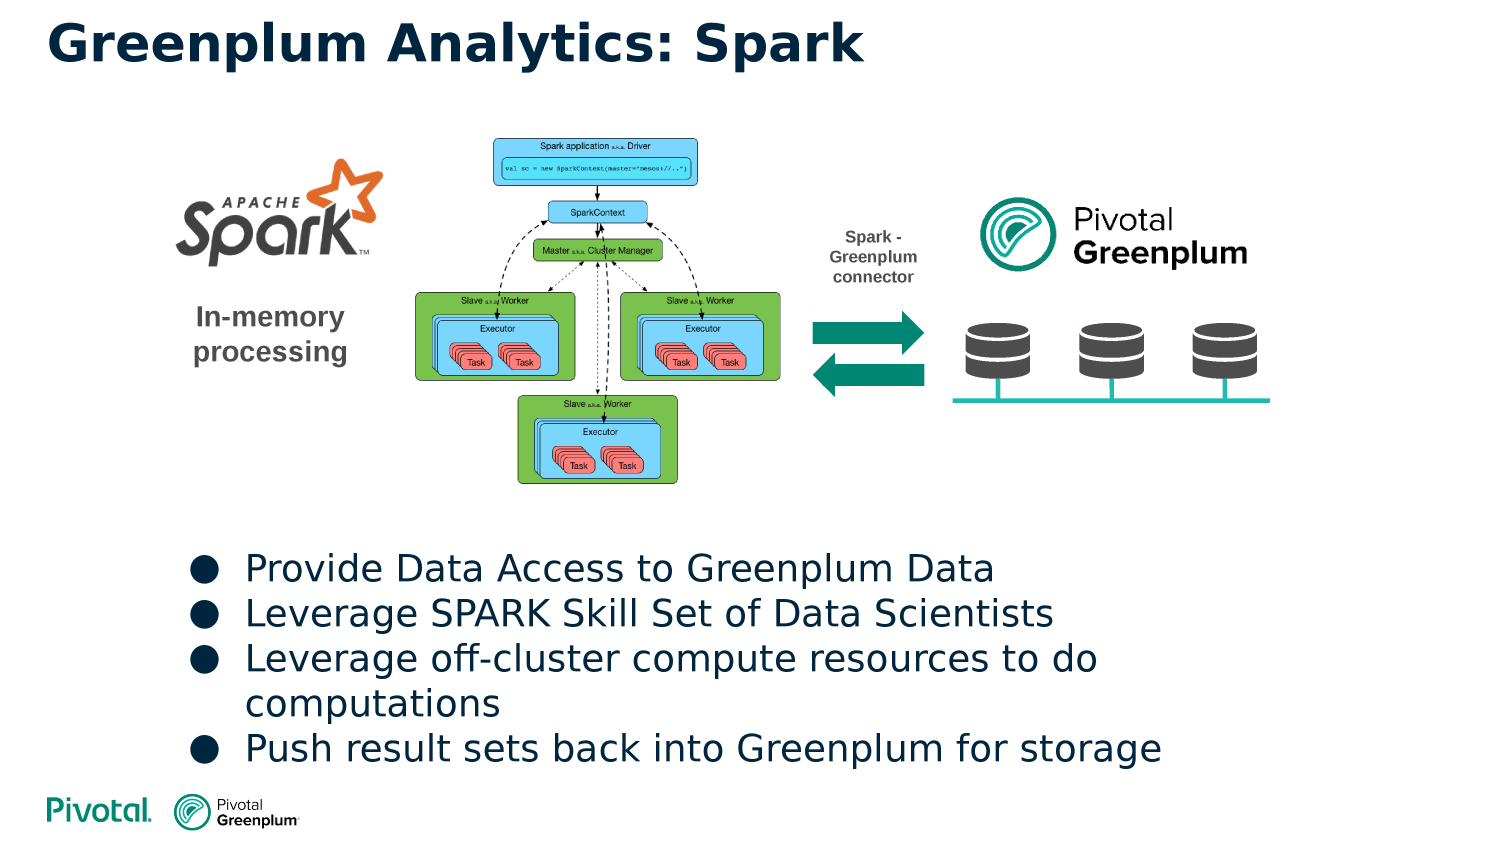 Greenplum Analytics: Spark
APACHE
Spark™
In-memory
processing
Spark application a.k.a. Driver
val sc = new SparkContext(master="mesos://..")
SparkContext
Master a.k.a. Cluster Manager
Slave a.k.a. Worker
Executor
Task
Task
Slave a.k.a. Worker
Executor
Task
Task
Slave a.k.a. Worker
Executor
Task
Task
Spark -
Greenplum
connector
Pivotal
Greenplum
● Provide Data Access to Greenplum Data
● Leverage SPARK Skill Set of Data Scientists
● Leverage off-cluster compute resources to do
computations
● Push result sets back into Greenplum for storage
Pivotal.
Pivotal
Greenplum